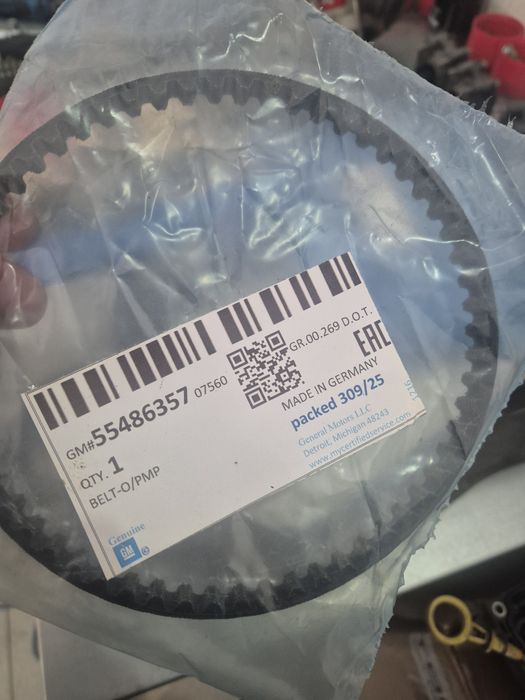 GM#55486357 07560
GR.00.269 D.O.T.
EAC
QTY. 1
MADE IN GERMANY
BELT-O/PMP
packed 309/25
General Motors LLC
Detroit, Michigan 48243
www.mycertifiedservice.com
Genuine
GM ®